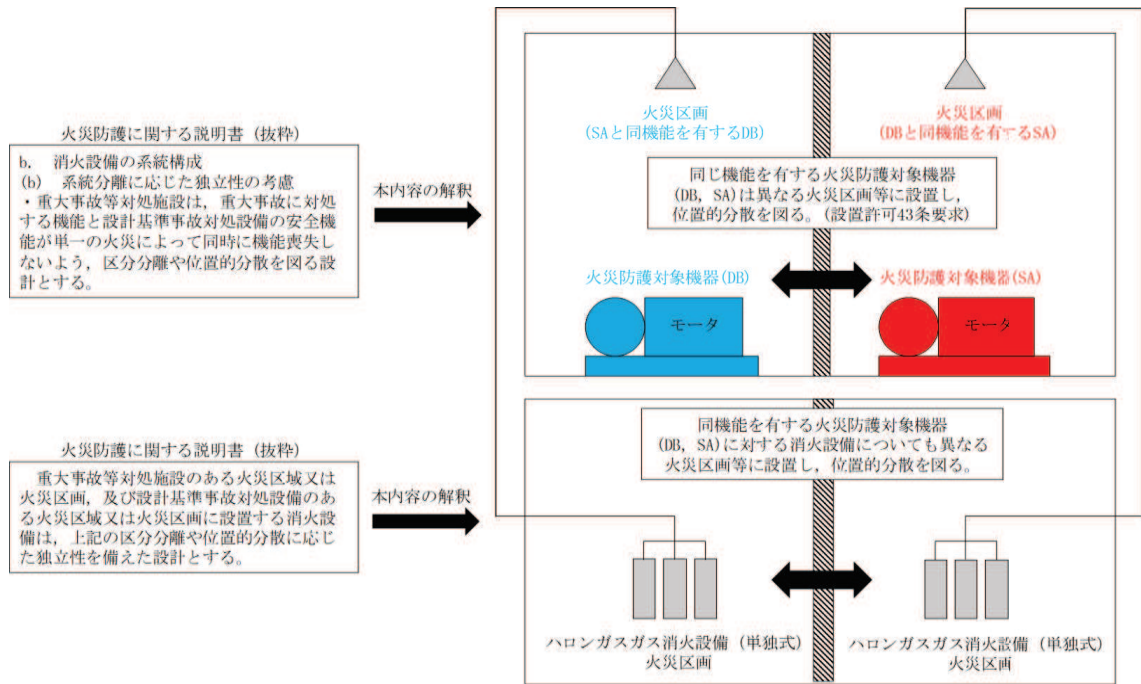 火災防護に関する説明書(抜粋)
b. 消火設備の系統構成
(b) 系統分離に応じた独立性の考慮
・重大事故等対処施設は,重大事故に対処
する機能と設計基準事故対処設備の安全機
能が単一の火災によって同時に機能喪失し
ないよう,区分分離や位置的分散を図る設
計とする。
本内容の解釈
火災区画
(SAと同機能を有するDB)
火災区画
(DBと同機能を有するSA)
同じ機能を有する火災防護対象機器
(DB, SA)は異なる火災区画等に設置し,
位置的分散を図る。(設置許可43条要求)
火災防護対象機器(DB)
火災防護対象機器(SA)
モータ
モータ
火災防護に関する説明書(抜粋)
重大事故等対処施設のある火災区域又は
火災区画,及び設計基準事故対処設備のあ
る火災区域又は火災区画に設置する消火設
備は,上記の区分分離や位置的分散に応じ
た独立性を備えた設計とする。
本内容の解釈
同機能を有する火災防護対象機器
(DB, SA)に対する消火設備についても異なる
火災区画等に設置し,位置的分散を図る。
ハロンガスガス消火設備(単独式)
火災区画
ハロンガスガス消火設備(単独式)
火災区画